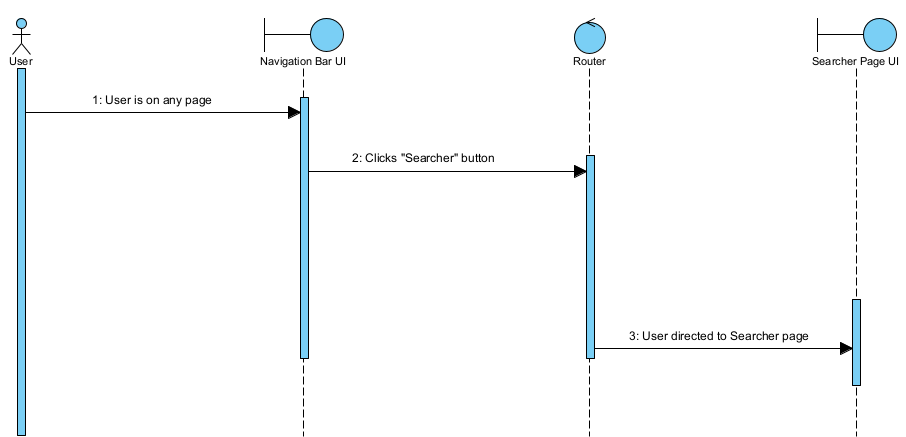 User
Navigation Bar UI
Router
Searcher Page UI
1: User is on any page
2: Clicks "Searcher" button
3: User directed to Searcher page